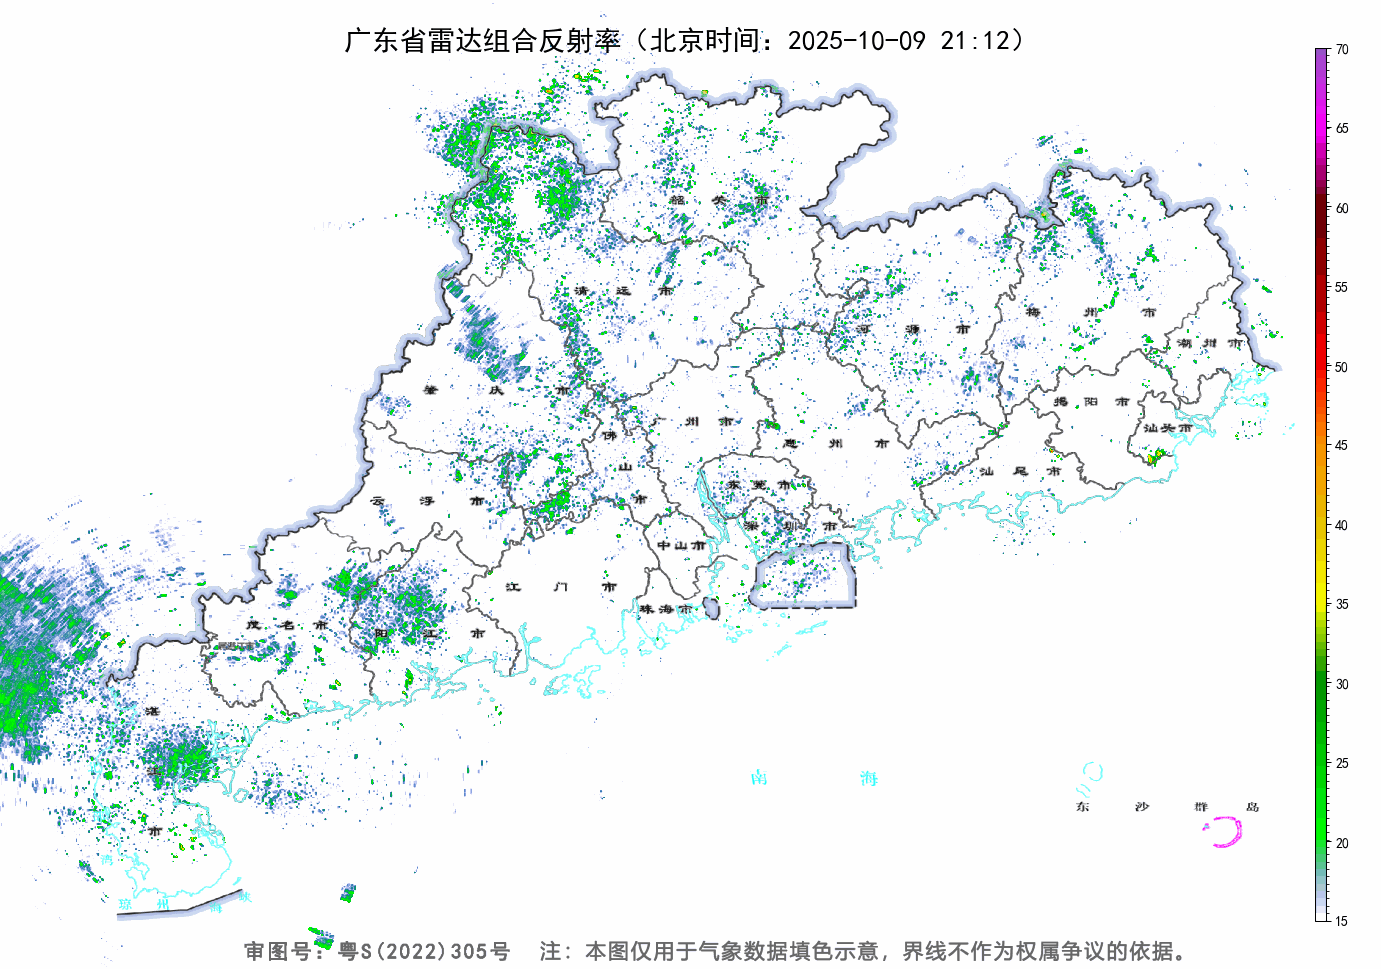 广东省雷达组合反射率（北京时间：2025-10-09 21:12）
70
65
60
55
50
45
40
35
30
25
20
15
韶关市
清远市
河源市
梅州市
潮州市
肇庆市
广州市
佛山市
惠州市
揭阳市
汕头市
汕尾市
云浮市
东莞市
深圳市
中山市
江门市
珠海市
茂名市
阳江市
湛江市
南海
东沙群岛
湾
琼州海峡
审图号：粤S(2022)305号 注：本图仅用于气象数据填色示意，界线不作为权属争议的依据。